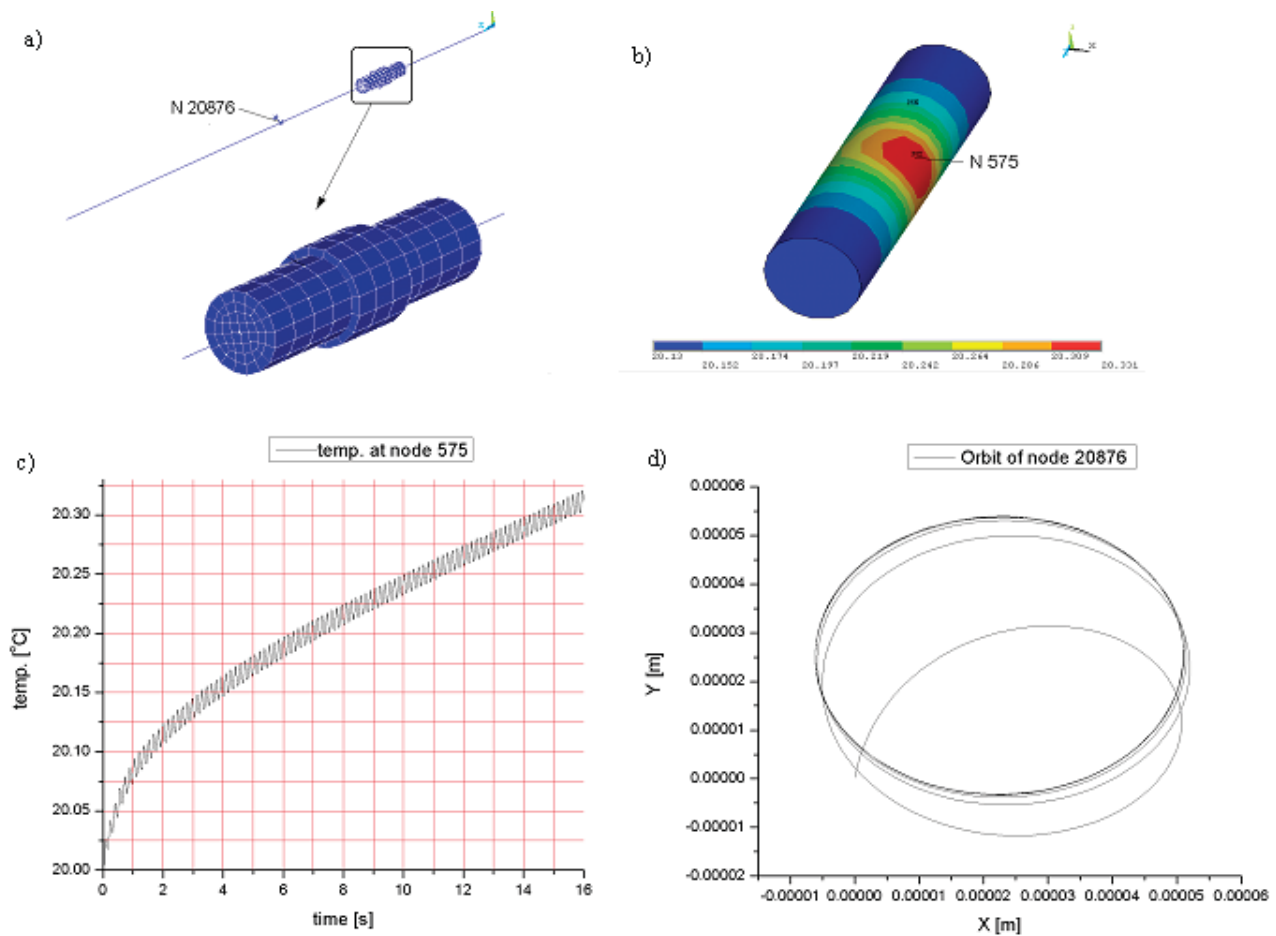 a)
N 20876
b)
N 575
20.13 20.174 20.219 20.264 20.309
20.152 20.197 20.242 20.286 20.331
c)
temp. at node 575
20.30
20.25
20.20
20.15
20.10
20.05
20.00
temp. [°C]
0 2 4 6 8 10 12 14 16
time [s]
d)
Orbit of node 20876
0.00006
0.00005
0.00004
0.00003
0.00002
0.00001
0.00000
-0.00001
-0.00002
Y [m]
-0.00001 0.00000 0.00001 0.00002 0.00003 0.00004 0.00005 0.00006
X [m]